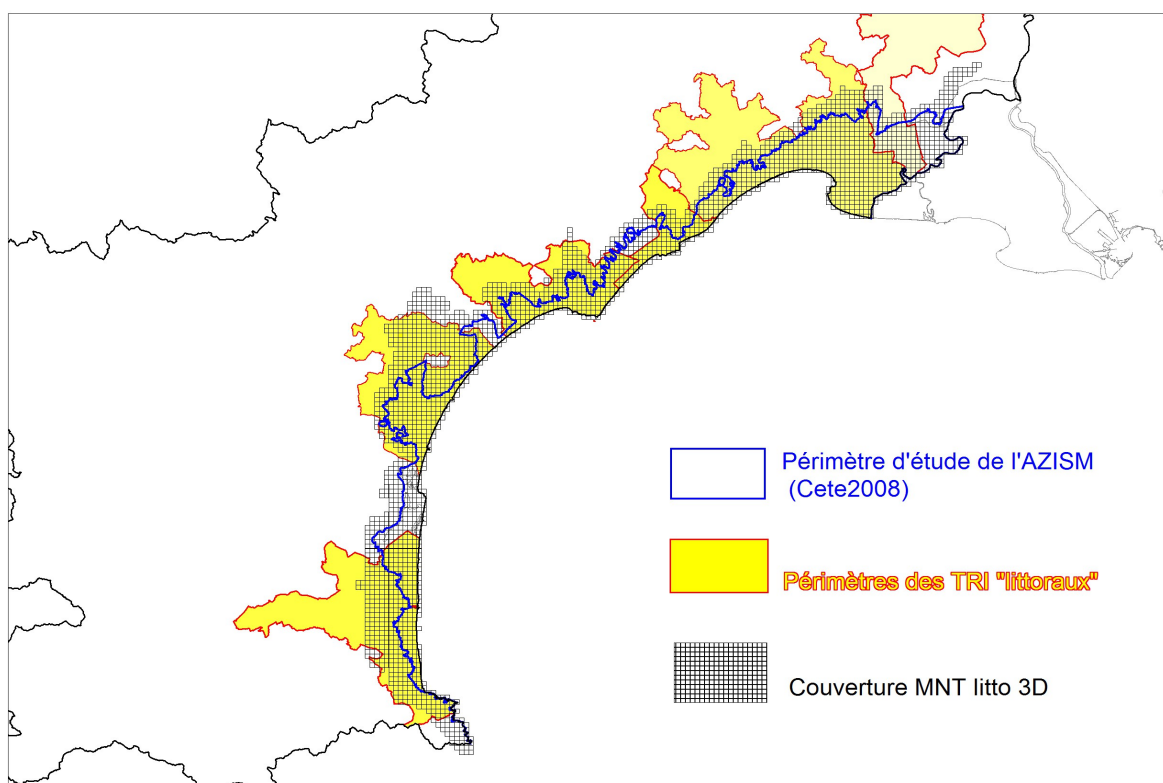 Périmètre d'étude de l'AZISM
(Cete2008)
Périmètres des TRI "littoraux"
Couverture MNT litto 3D